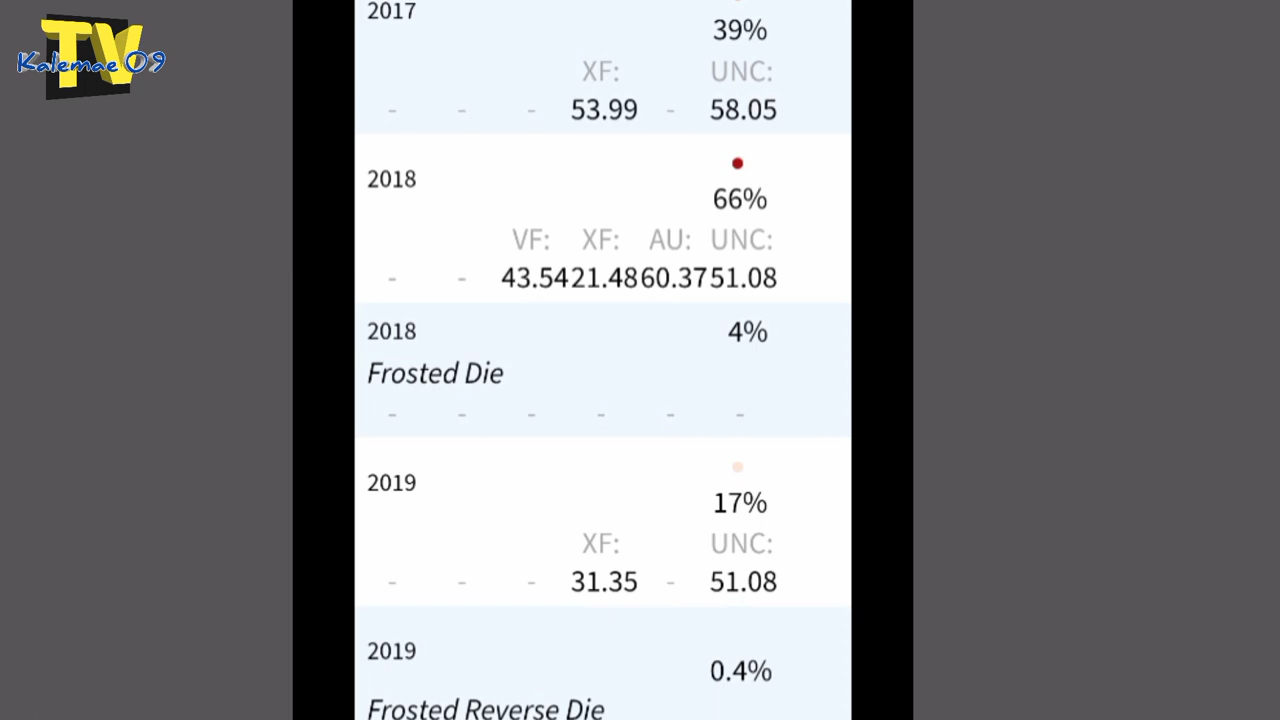 TV
Kalemae 09
2017
39%
XF: UNC:
- - - 53.99 - 58.05
2018
66%
VF: XF: AU: UNC:
- - 43.54 21.48 60.37 51.08
2018 4%
Frosted Die
- - - - - -
2019
17%
XF: UNC:
- - - 31.35 - 51.08
2019
0.4%
Frosted Reverse Die